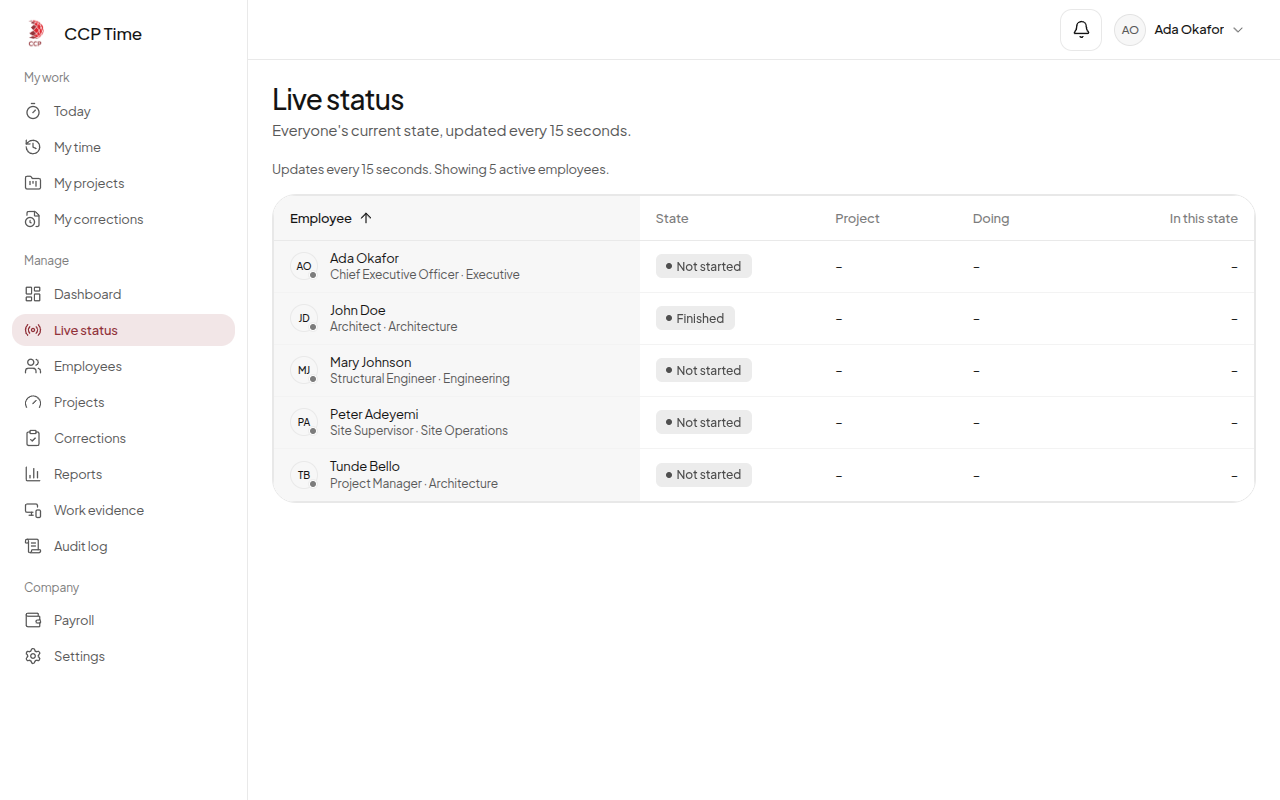 CCP
CCP Time
AO
Ada Okafor
My work
Today
My time
My projects
My corrections
Manage
Dashboard
Live status
Employees
Projects
Corrections
Reports
Work evidence
Audit log
Company
Payroll
Settings
Live status
Everyone's current state, updated every 15 seconds.
Updates every 15 seconds. Showing 5 active employees.
Employee State Project Doing In this state
AO Ada Okafor Not started – – –
Chief Executive Officer · Executive
JD John Doe Finished – – –
Architect · Architecture
MJ Mary Johnson Not started – – –
Structural Engineer · Engineering
PA Peter Adeyemi Not started – – –
Site Supervisor · Site Operations
TB Tunde Bello Not started – – –
Project Manager · Architecture